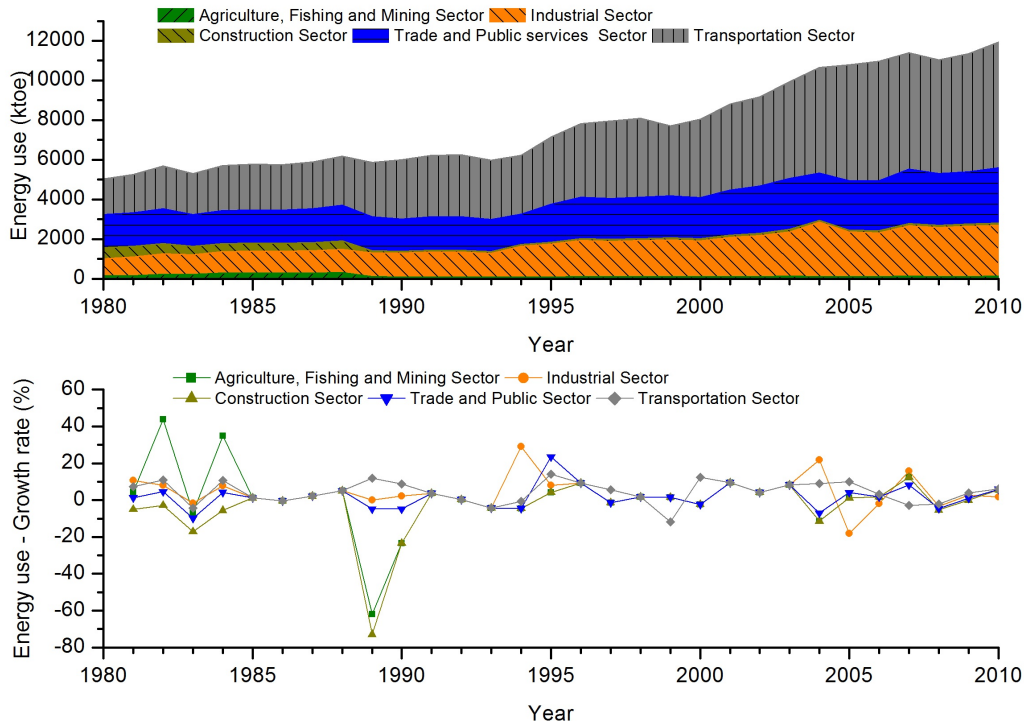 Agriculture, Fishing and Mining Sector Industrial Sector
Construction Sector Trade and Public services Sector Transportation Sector
Energy use (ktoe)
12000
10000
8000
6000
4000
2000
0
1980 1985 1990 1995 2000 2005 2010
Year
Agriculture, Fishing and Mining Sector Industrial Sector
Construction Sector Trade and Public Sector Transportation Sector
Energy use - Growth rate (%)
60
40
20
0
-20
-40
-60
-80
1980 1985 1990 1995 2000 2005 2010
Year